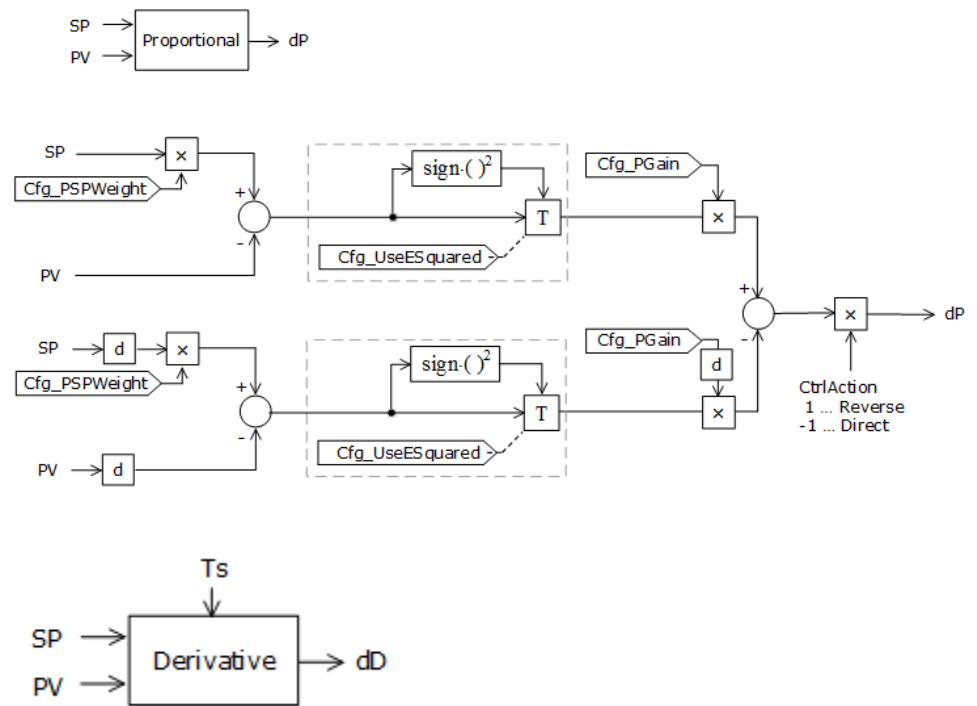 SP
PV
Proportional
dP
SP
×
Cfg_PSPWeight
+
-
PV
sign·( )²
T
Cfg_UseESquared
Cfg_PGain
×
SP
d
×
Cfg_PSPWeight
+
-
PV
d
sign·( )²
T
Cfg_UseESquared
Cfg_PGain
d
×
+
-
×
dP
CtrlAction
1 ... Reverse
-1 ... Direct
Ts
SP
PV
Derivative
dD